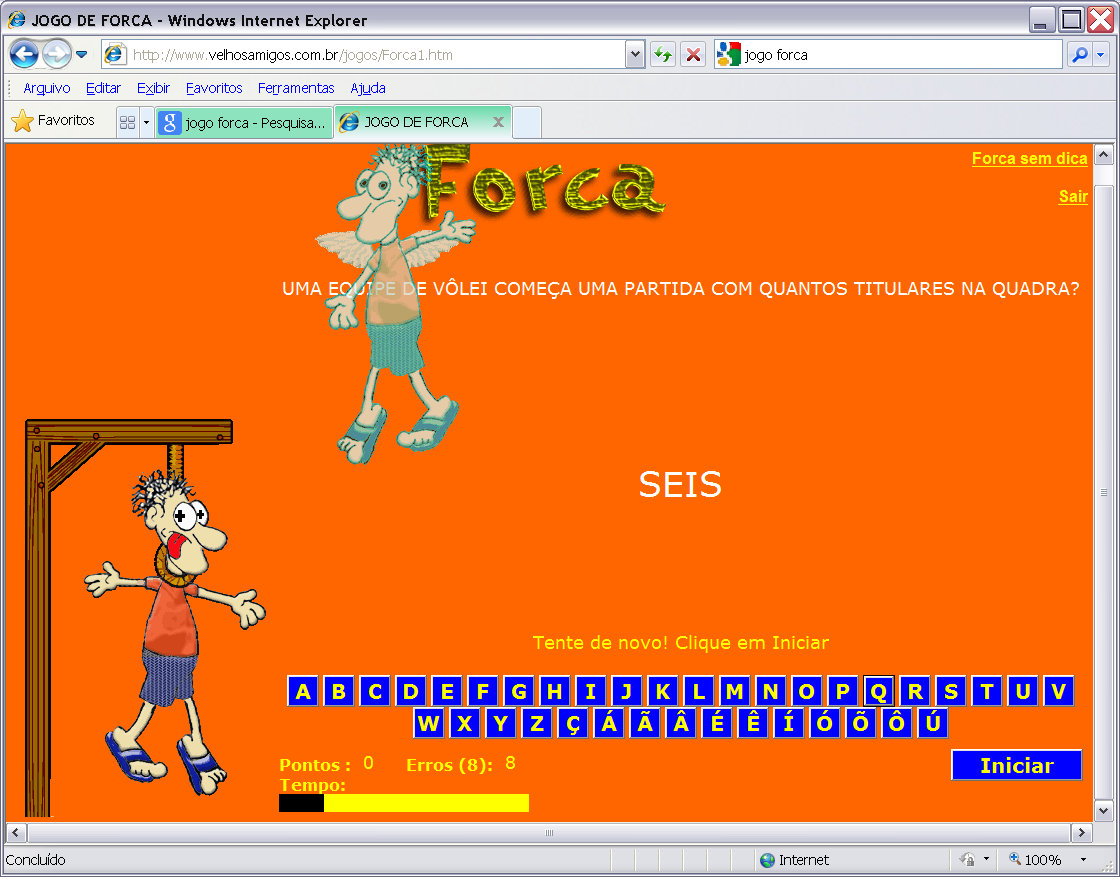 JOGO DE FORCA - Windows Internet Explorer
http://www.velhosamigos.com.br/jogos/Forca1.htm
jogo forca
Arquivo Editar Exibir Favoritos Ferramentas Ajuda
Favoritos
jogo forca - Pesquisa...
JOGO DE FORCA
Forca
Forca sem dica
Sair
UMA EQUIPE DE VÔLEI COMEÇA UMA PARTIDA COM QUANTOS TITULARES NA QUADRA?
SEIS
Tente de novo! Clique em Iniciar
A B C D E F G H I J K L M N O P Q R S T U V
W X Y Z Ç Á Ã Â É Ê Í Ó Õ Ô Ú
Pontos : 0 Erros (8): 8
Iniciar
Tempo:
Concluído Internet 100%